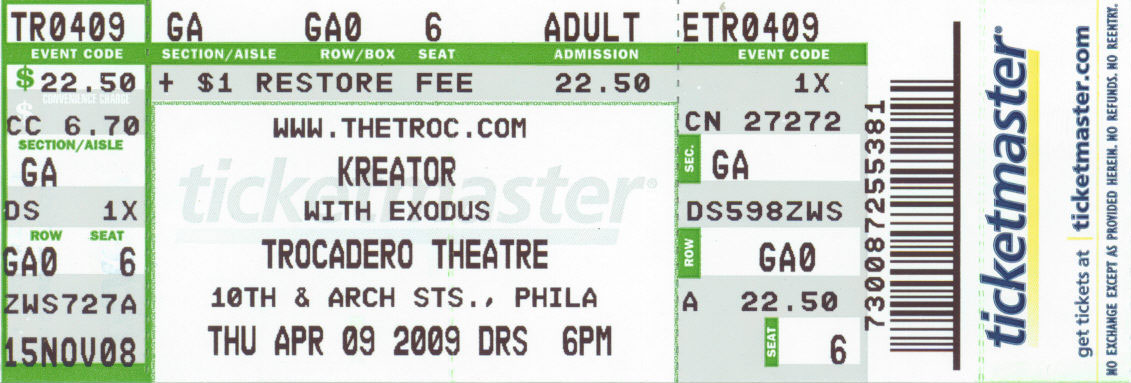 TR0409 GA GA0 6 ADULT ETR0409
EVENT CODE SECTION/AISLE ROW/BOX SEAT ADMISSION EVENT CODE
$ 22.50 + $1 RESTORE FEE 22.50 1X
$ CONVENIENCE CHARGE
CC 6.70
SECTION/AISLE
GA
DS 1X
ROW SEAT
GA0 6
ZWS727A
15NOV08
WWW.THETROC.COM
KREATOR
ticketmaster®
WITH EXODUS
TROCADERO THEATRE
10TH & ARCH STS., PHILA
THU APR 09 2009 DRS 6PM
CN 27272
SEC. GA
DS598ZWS
ROW GA0
A 22.50
SEAT 6
730087255381
ticketmaster®
get tickets at ticketmaster.com
NO EXCHANGE EXCEPT AS PROVIDED HEREIN, NO REFUNDS, NO REENTRY.